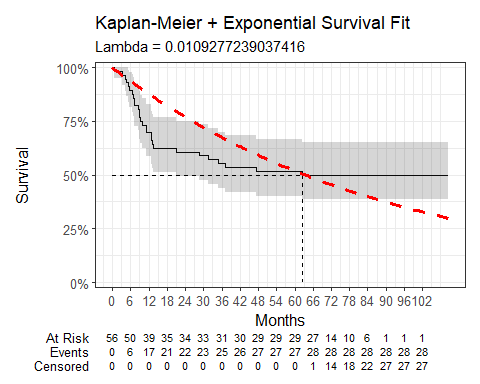 Kaplan-Meier + Exponential Survival Fit
Lambda = 0.0109277239037416
100%
75%
50%
25%
0%
Survival
0 6 12 18 24 30 36 42 48 54 60 66 72 78 84 90 96 102
Months
At Risk 56 50 39 35 34 33 31 30 29 29 29 27 14 10 6 1 1 1
Events 0 6 17 21 22 23 25 26 27 27 27 28 28 28 28 28 28 28
Censored 0 0 0 0 0 0 0 0 0 0 0 1 14 18 22 27 27 27